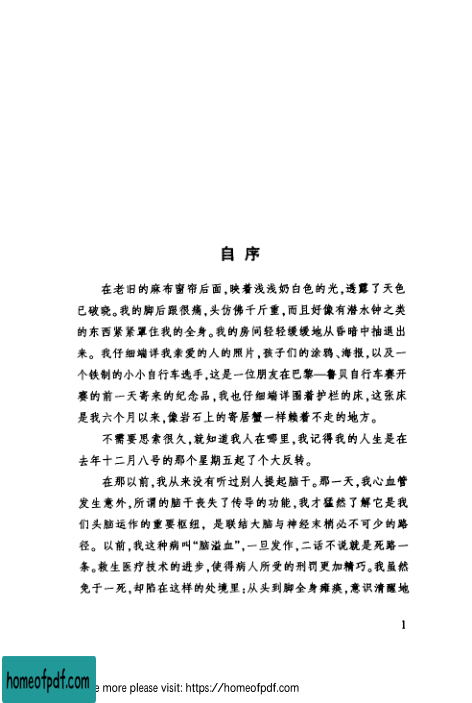 自 序
在老旧的麻布窗帘后面,映着浅浅奶白色的光,透露了天色
已破晓。我的脚后跟很痛,头仿佛千斤重,而且好像有潜水钟之类
的东西紧紧罩住我的全身。我的房间轻轻缓缓地从昏暗中抽退出
来。我仔细端详我亲爱的人的照片,孩子们的涂鸦、海报,以及一
个铁制的小小自行车选手,这是一位朋友在巴黎—鲁贝自行车赛开
赛的前一天寄来的纪念品,我也仔细端详围着护栏的床,这张床
是我六个月以来,像岩石上的寄居蟹一样赖着不走的地方。
不需要思索很久,就知道我人在哪里,我记得我的人生是在
去年十二月八号的那个星期五起了个大反转。
在那以前,我从来没有听过别人提起脑干。那一天,我心血管
发生意外,所谓的脑干丧失了传导的功能,我才猛然了解它是我
们头脑运作的重要枢纽,是联结大脑与神经末梢必不可少的路
径。以前,我这种病叫“脑溢血”,一旦发作,二话不说就是死路一
条。救生医疗技术的进步,使得病人所受的刑罚更加精巧。我虽然
免于一死,却陷在这样的处境里:从头到脚全身瘫痪,意识清醒地
1
homeofpdf.com
e more please visit: https://homeofpdf.com